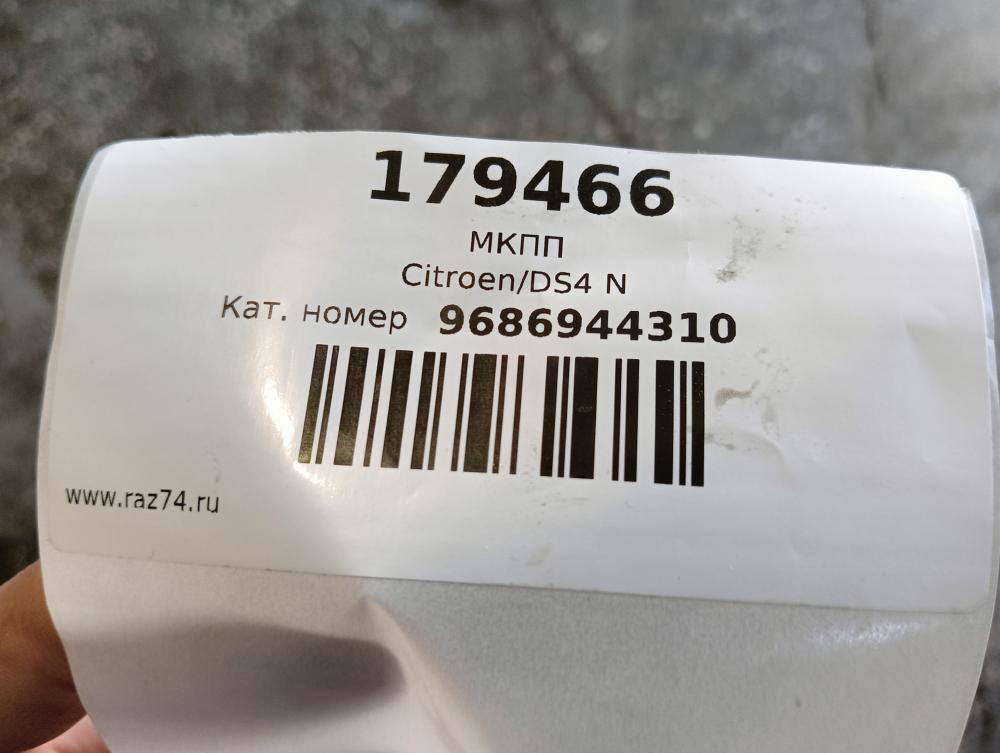 179466
МКПП
Citroen/DS4 N
Кат. номер 9686944310
www.raz74.ru